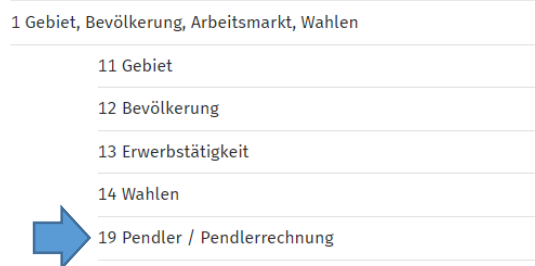 1 Gebiet, Bevölkerung, Arbeitsmarkt, Wahlen
11 Gebiet
12 Bevölkerung
13 Erwerbstätigkeit
14 Wahlen
19 Pendler / Pendlerrechnung